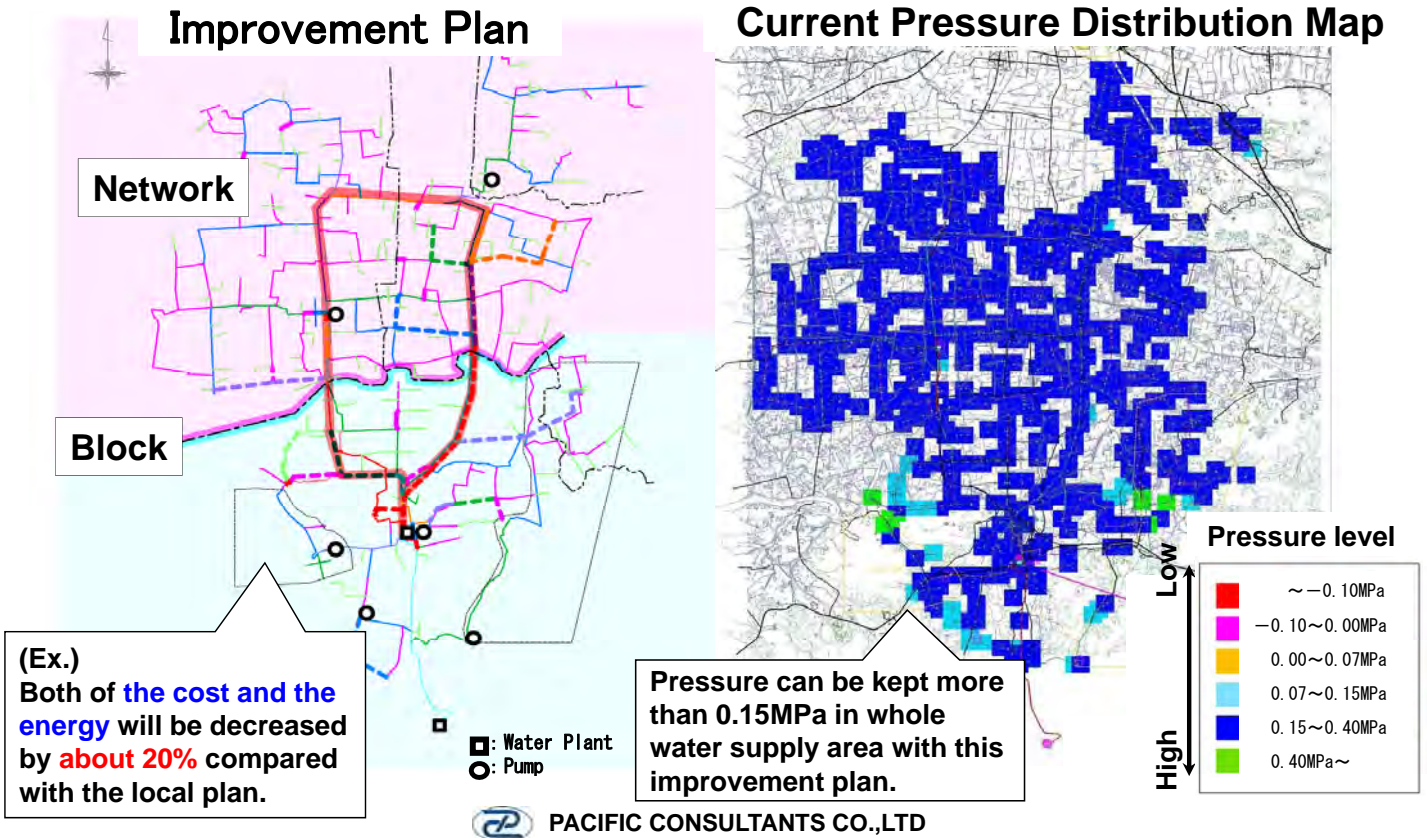 Improvement Plan
Current Pressure Distribution Map
Network
Block
(Ex.)
Both of the cost and the
energy will be decreased
by about 20% compared
with the local plan.
: Water Plant
: Pump
Pressure can be kept more
than 0.15MPa in whole
water supply area with this
improvement plan.
Pressure level
Low
High
~-0.10MPa
-0.10~0.00MPa
0.00~0.07MPa
0.07~0.15MPa
0.15~0.40MPa
0.40MPa~
PACIFIC CONSULTANTS CO.,LTD